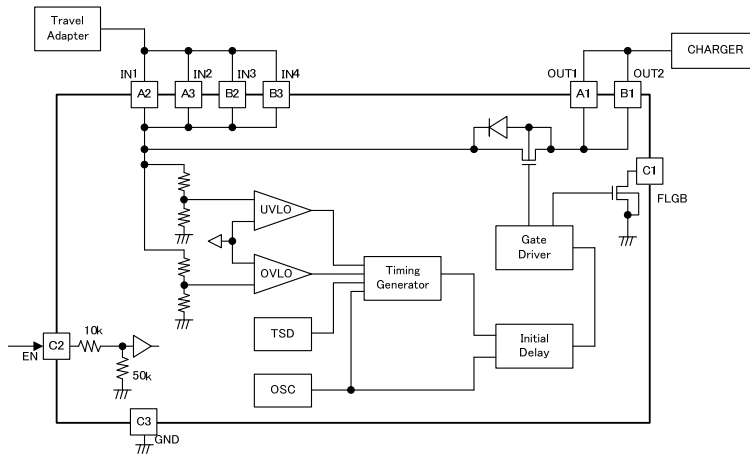 Travel
Adapter
IN1
IN2
IN3
IN4
OUT1
OUT2
CHARGER
A2
A3
B2
B3
A1
B1
C1
FLGB
UVLO
OVLO
Timing
Generator
Gate
Driver
TSD
OSC
Initial
Delay
C2
EN
10k
50k
C3
GND